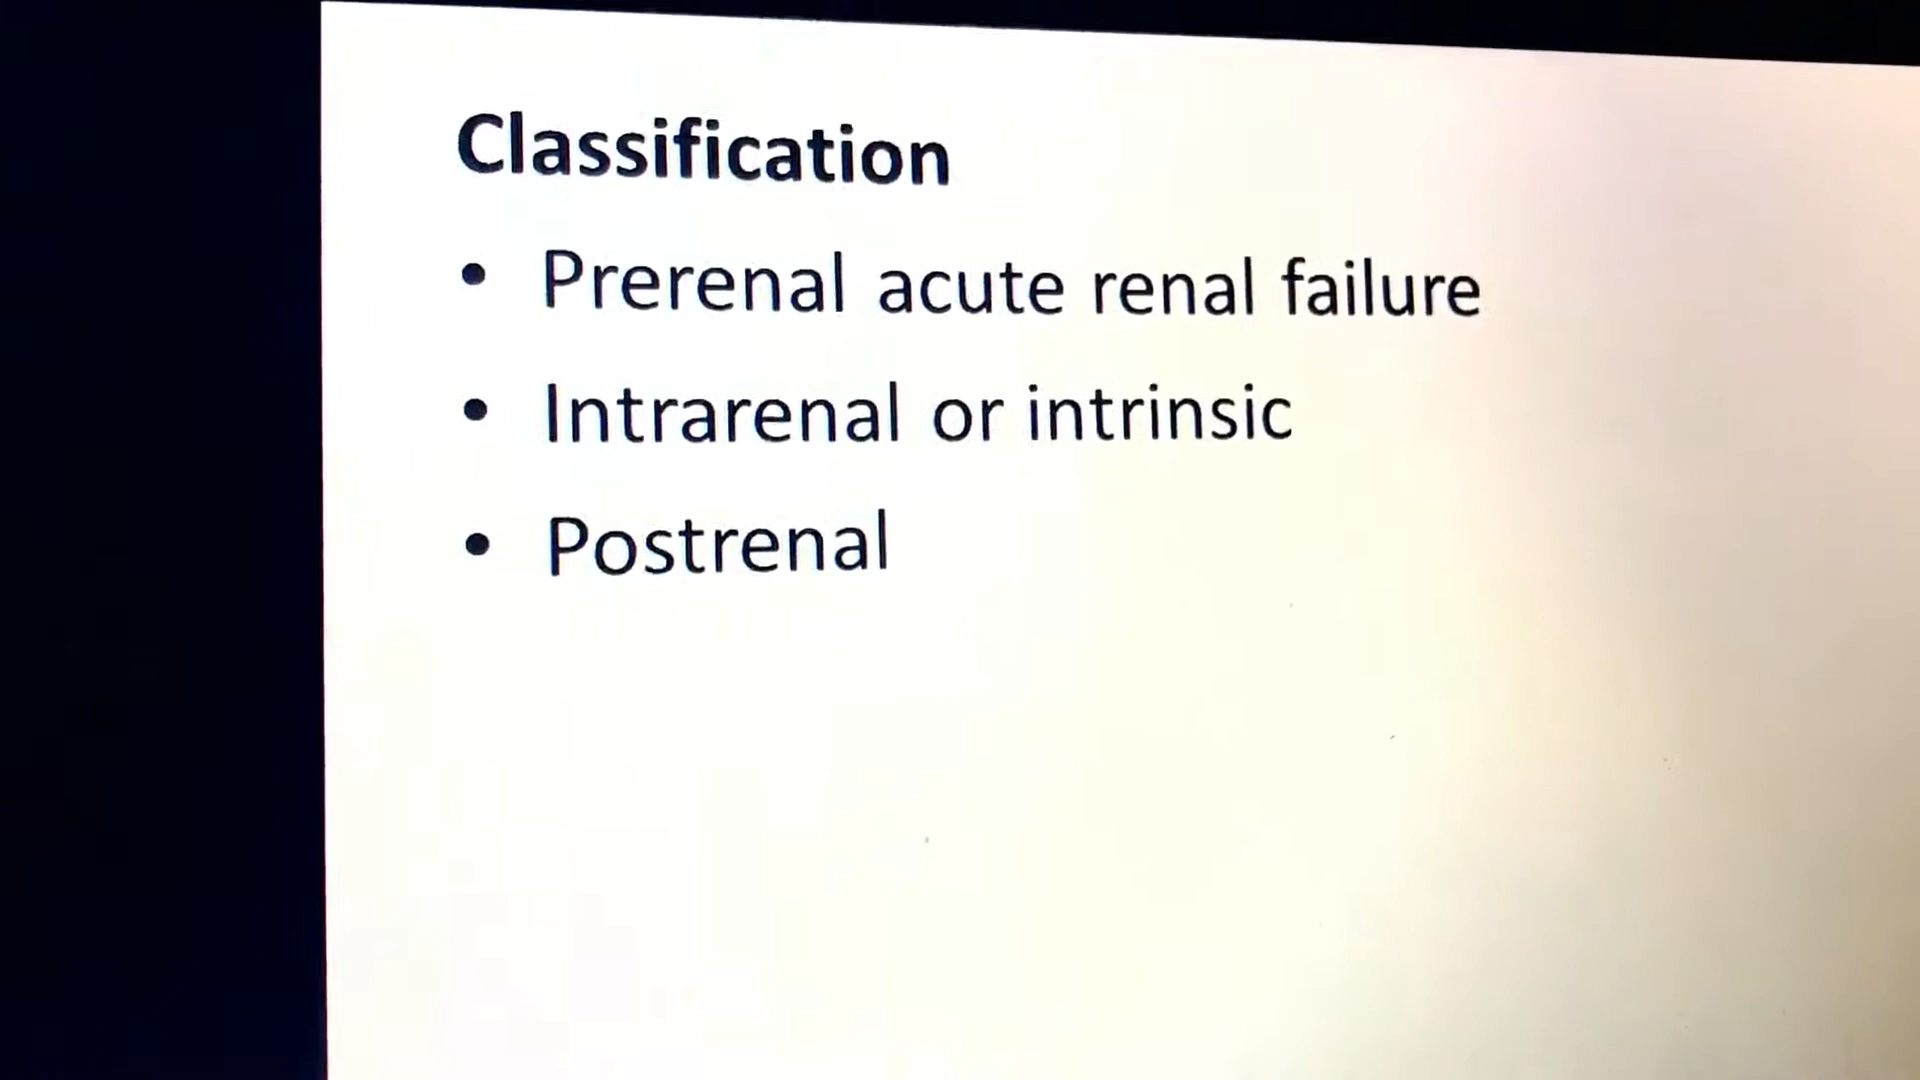 Classification
• Prerenal acute renal failure
• Intrarenal or intrinsic
• Postrenal